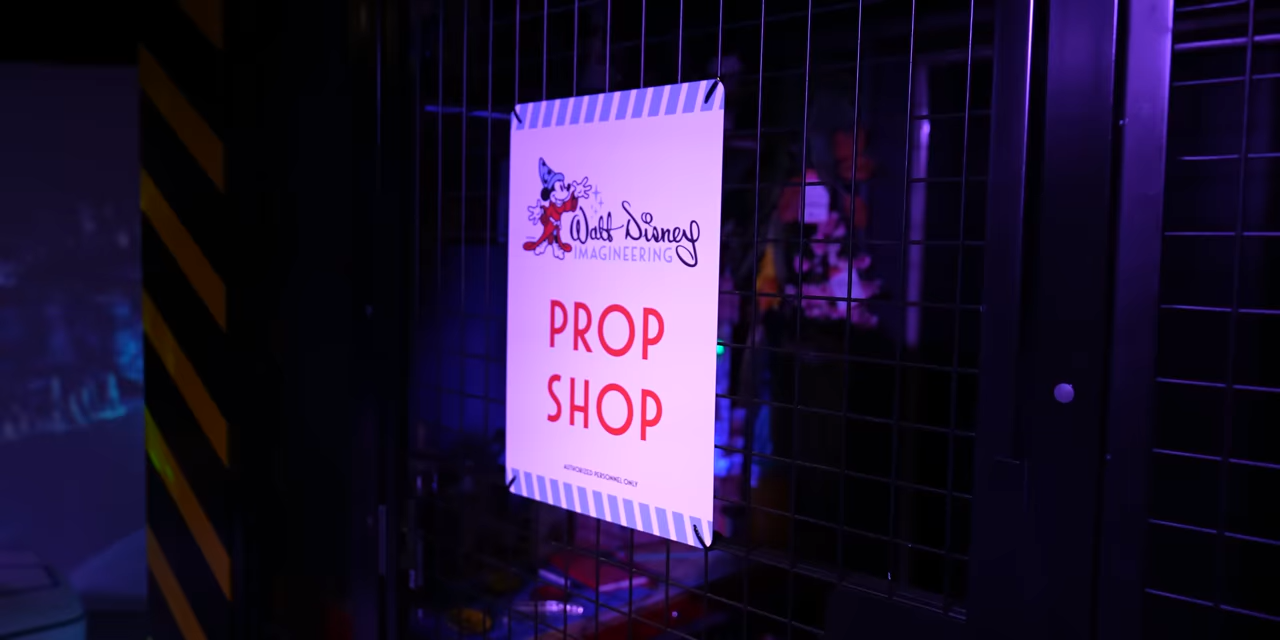 Walt Disney
IMAGINEERING
PROP
SHOP
AUTHORIZED PERSONNEL ONLY